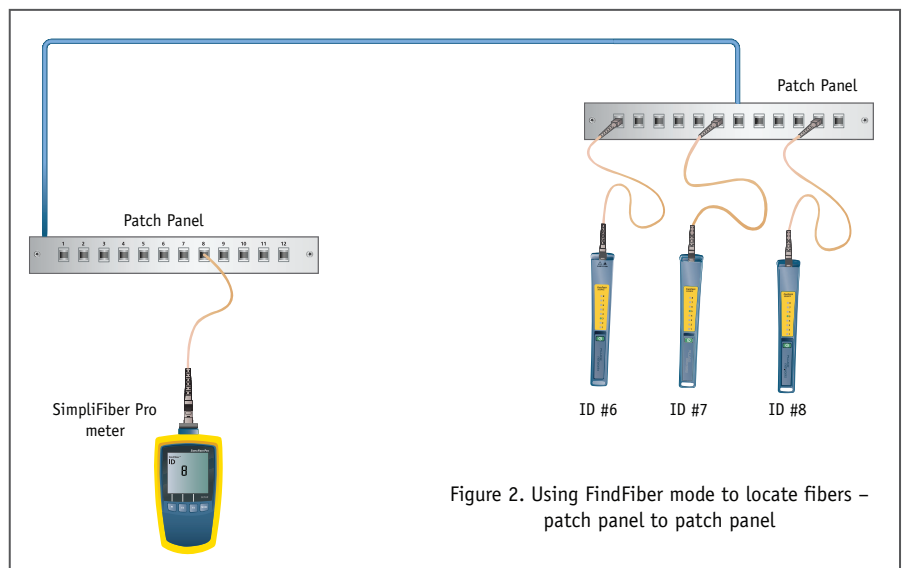 Patch Panel
Patch Panel
1 2 3 4 5 6 7 8 9 10 11 12
SimpliFiber Pro
meter
ID
8
ID #6 ID #7 ID #8
Figure 2. Using FindFiber mode to locate fibers –
patch panel to patch panel